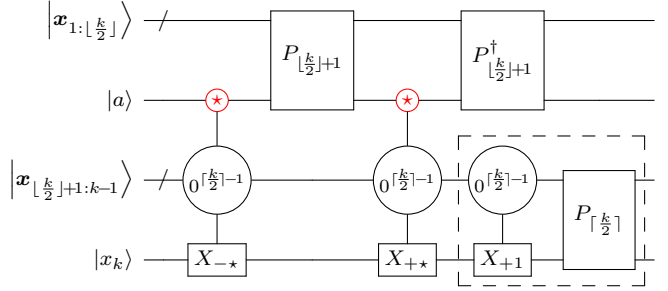 |𝒙_{1:⌊k/2⌋}⟩ P_{⌊k/2⌋+1} P^†_{⌊k/2⌋+1}
|a⟩ ⋆ ⋆
|𝒙_{⌊k/2⌋+1:k−1}⟩ 0^{⌈k/2⌉−1} 0^{⌈k/2⌉−1} 0^{⌈k/2⌉−1} P_{⌈k/2⌉}
|x_k⟩ X_{−⋆} X_{+⋆} X_{+1}